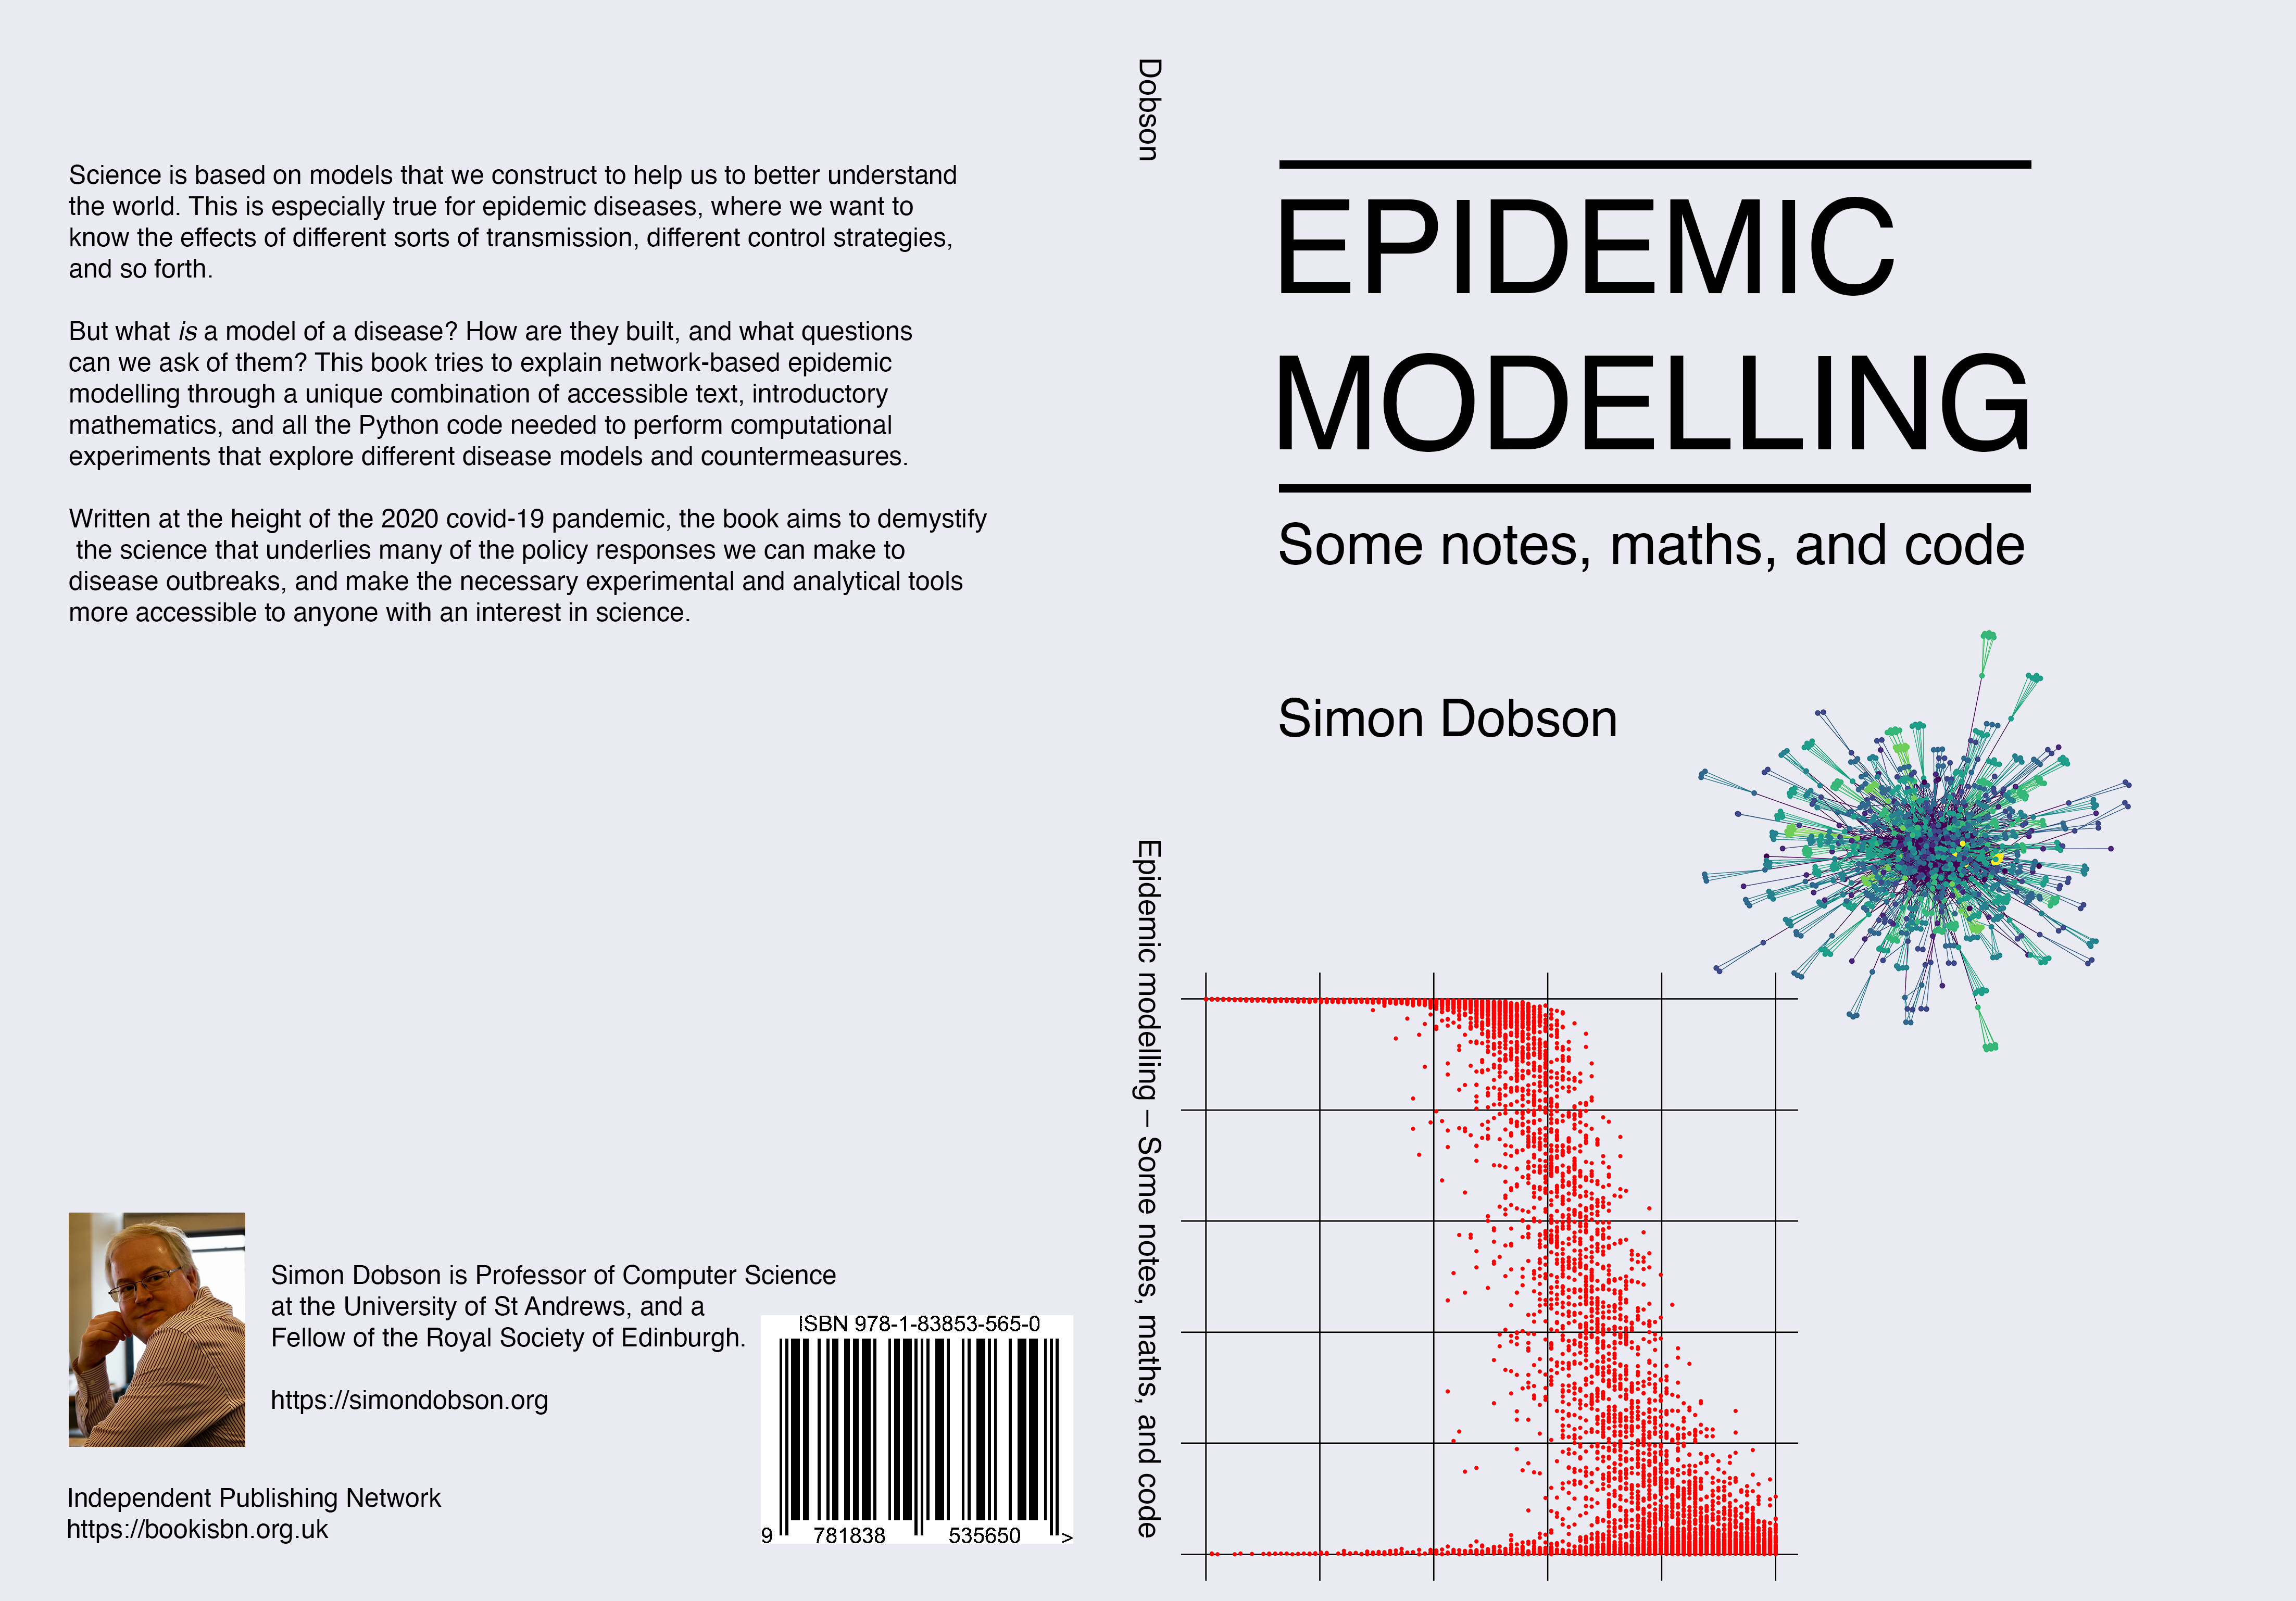 Science is based on models that we construct to help us to better understand
the world. This is especially true for epidemic diseases, where we want to
know the effects of different sorts of transmission, different control strategies,
and so forth.
But what is a model of a disease? How are they built, and what questions
can we ask of them? This book tries to explain network-based epidemic
modelling through a unique combination of accessible text, introductory
mathematics, and all the Python code needed to perform computational
experiments that explore different disease models and countermeasures.
Written at the height of the 2020 covid-19 pandemic, the book aims to demystify
the science that underlies many of the policy responses we can make to
disease outbreaks, and make the necessary experimental and analytical tools
more accessible to anyone with an interest in science.
Simon Dobson is Professor of Computer Science
at the University of St Andrews, and a
Fellow of the Royal Society of Edinburgh.
https://simondobson.org
Independent Publishing Network
https://bookisbn.org.uk
ISBN 978-1-83853-565-0
9 781838 535650 >
Dobson
Epidemic modelling – Some notes, maths, and code
EPIDEMIC
MODELLING
Some notes, maths, and code
Simon Dobson